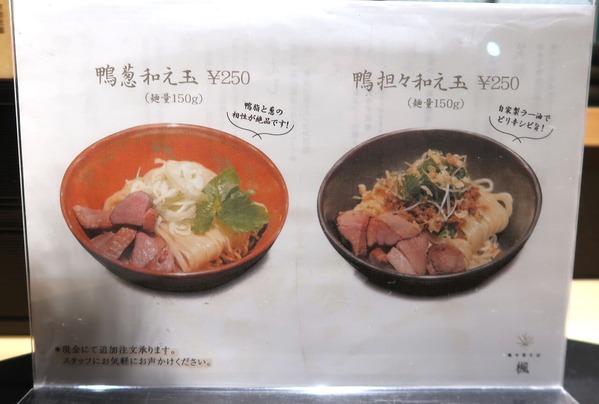 鴨葱和え玉 ¥250
(麺量150g)
鴨脂と葱の
相性が絶品です!
鴨担々和え玉 ¥250
(麺量150g)
自家製ラー油で
ピリキシビ旨!
※現金にて追加注文承ります。
スタッフにお気軽にお声かけください。
楓